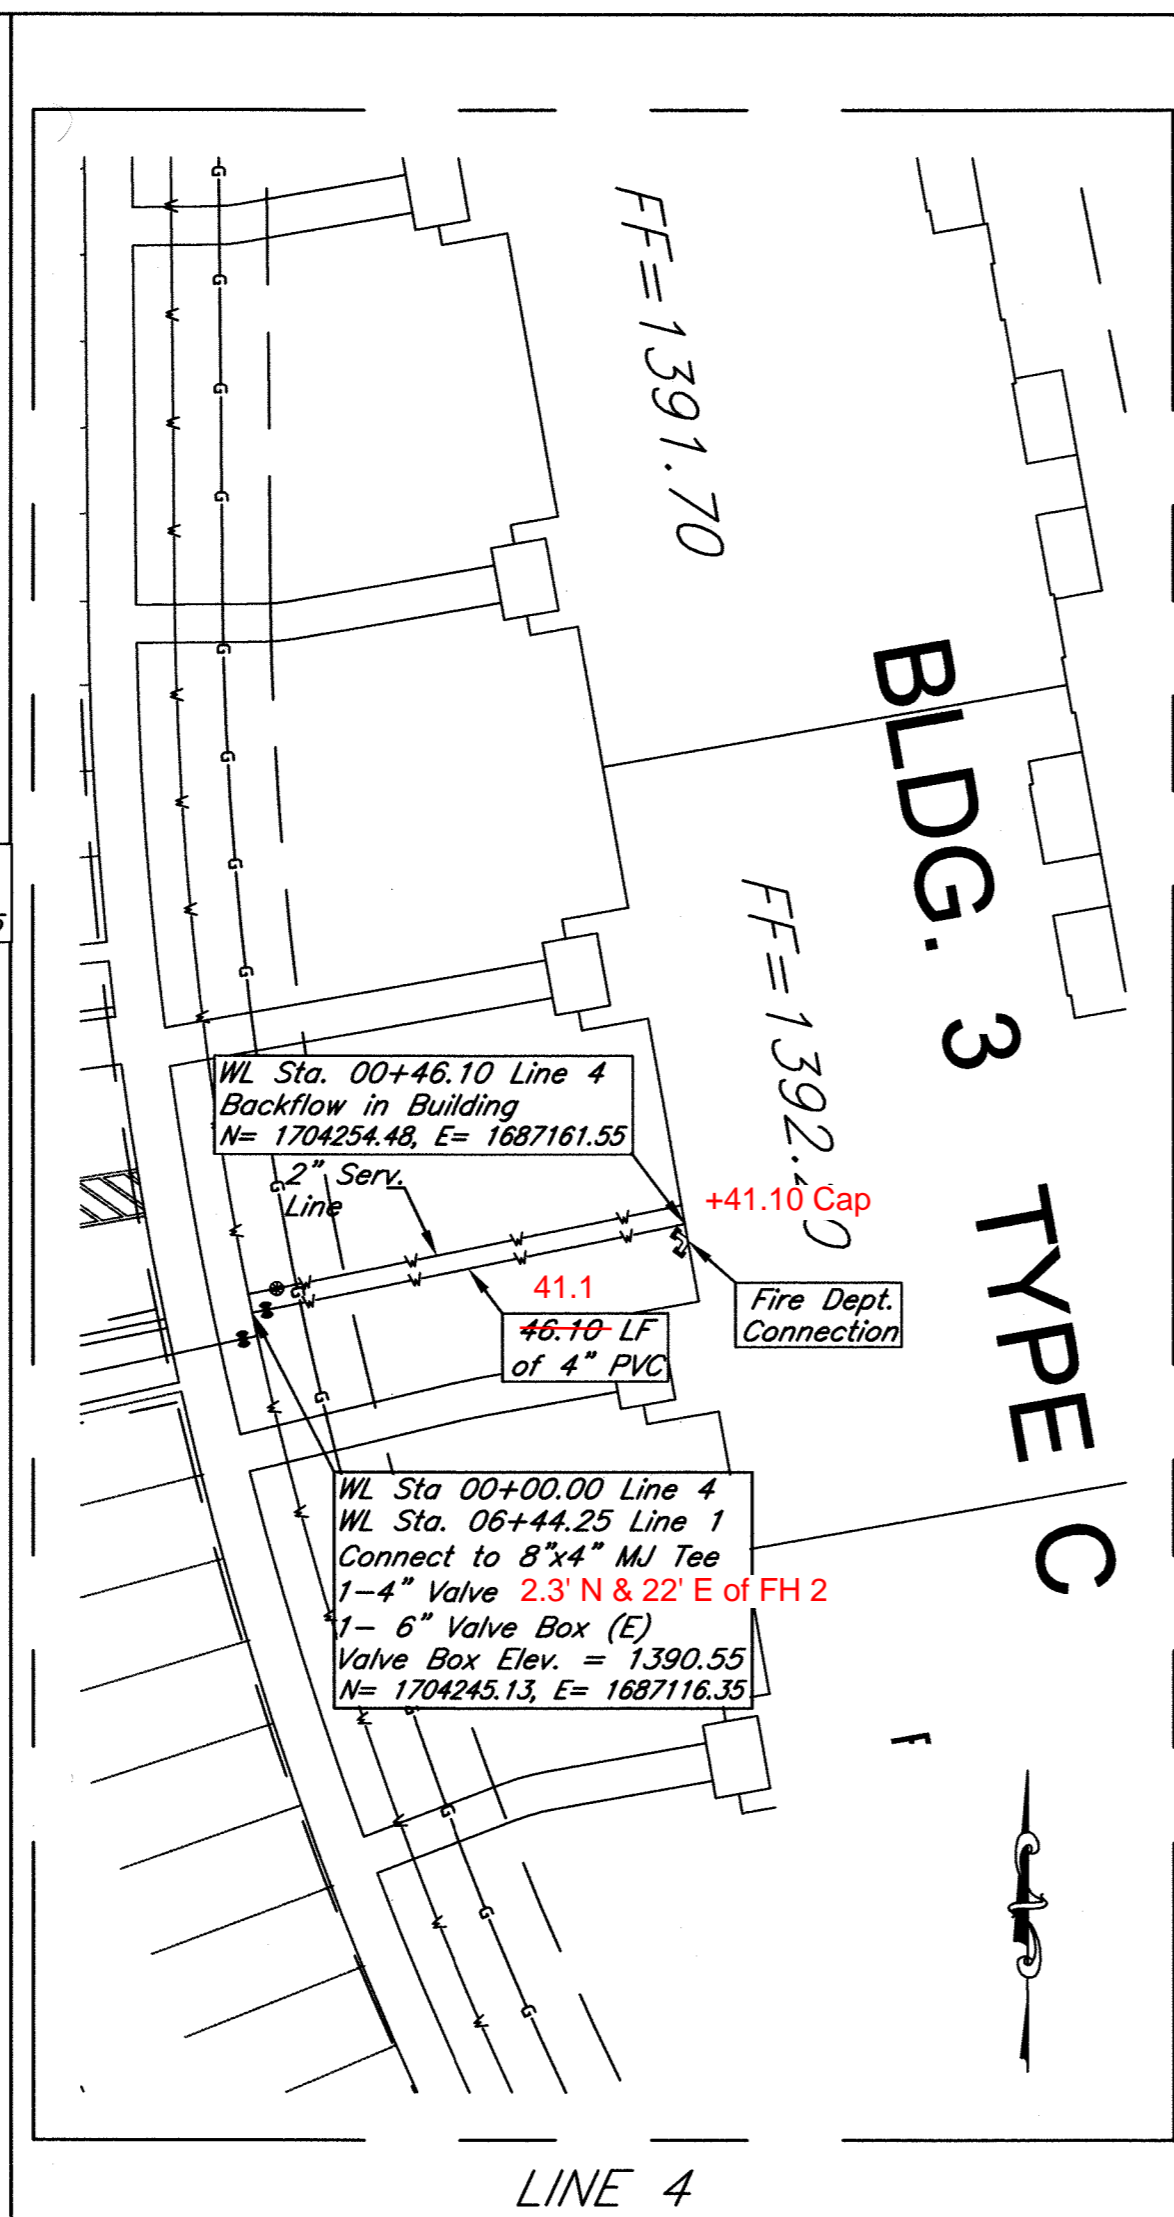 FF=1391.70
BLDG. 3 TYPE C
FF=1392.
WL Sta. 00+46.10 Line 4
Backflow in Building
N= 1704254.48, E= 1687161.55
2" Serv.
Line
+41.10 Cap
41.1
46.10 LF
of 4" PVC
Fire Dept.
Connection
WL Sta 00+00.00 Line 4
WL Sta. 06+44.25 Line 1
Connect to 8"x4" MJ Tee
1-4" Valve 2.3' N & 22' E of FH 2
1- 6" Valve Box (E)
Valve Box Elev. = 1390.55
N= 1704245.13, E= 1687116.35
LINE 4